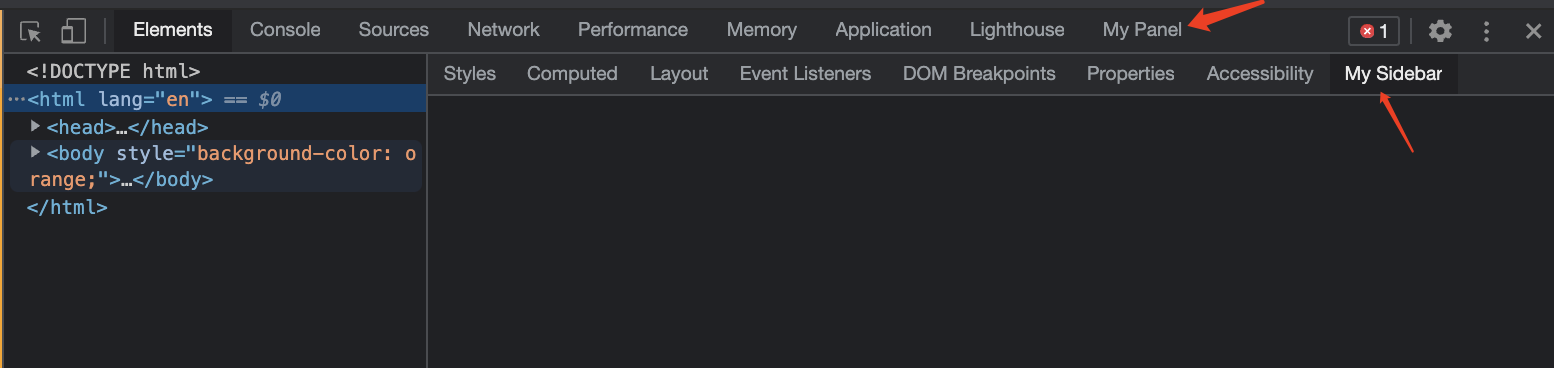 Elements Console Sources Network Performance Memory Application Lighthouse My Panel 1
<!DOCTYPE html>
<html lang="en"> == $0
<head>…</head>
<body style="background-color: o
range;">…</body>
</html>
Styles Computed Layout Event Listeners DOM Breakpoints Properties Accessibility My Sidebar